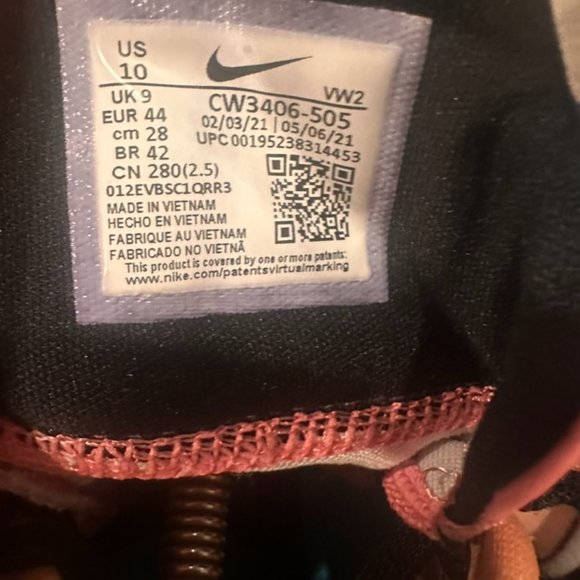 US
10
UK 9
EUR 44
cm 28
BR 42
CN 280(2.5)
012EVBSC1QRR3
VW2
CW3406-505
02/03/21 | 05/06/21
UPC 00195238314453
MADE IN VIETNAM
HECHO EN VIETNAM
FABRIQUE AU VIETNAM
FABRICADO NO VIETNÃ
This product is covered by one or more patents:
www.nike.com/patentsvirtualmarking